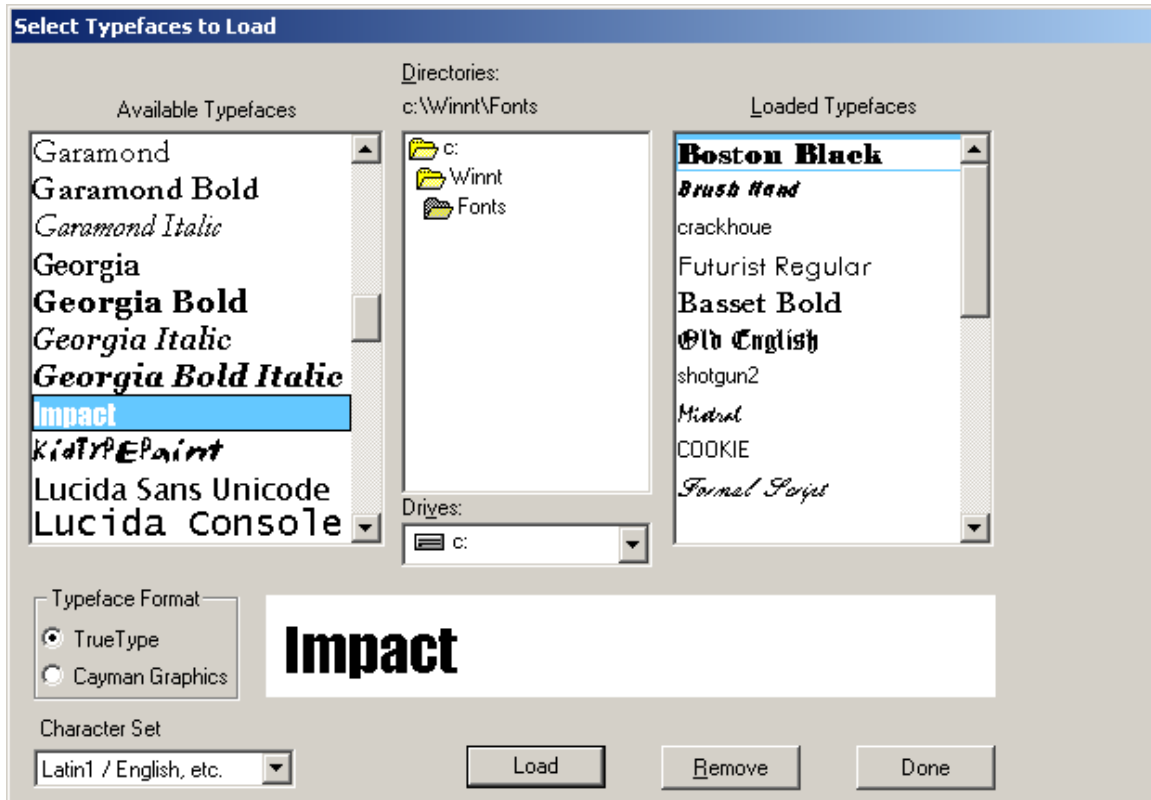 Select Typefaces to Load
Available Typefaces
Garamond
Garamond Bold
Garamond Italic
Georgia
Georgia Bold
Georgia Italic
Georgia Bold Italic
Impact
KidTYPEPaint
Lucida Sans Unicode
Lucida Console
Directories:
c:\Winnt\Fonts
c:
Winnt
Fonts
Drives:
c:
Loaded Typefaces
Boston Black
Brush Hand
crackhoue
Futurist Regular
Basset Bold
Old English
shotgun2
Mistral
COOKIE
Formal Script
Typeface Format
TrueType
Cayman Graphics
Impact
Character Set
Latin1 / English, etc.
Load
Remove
Done